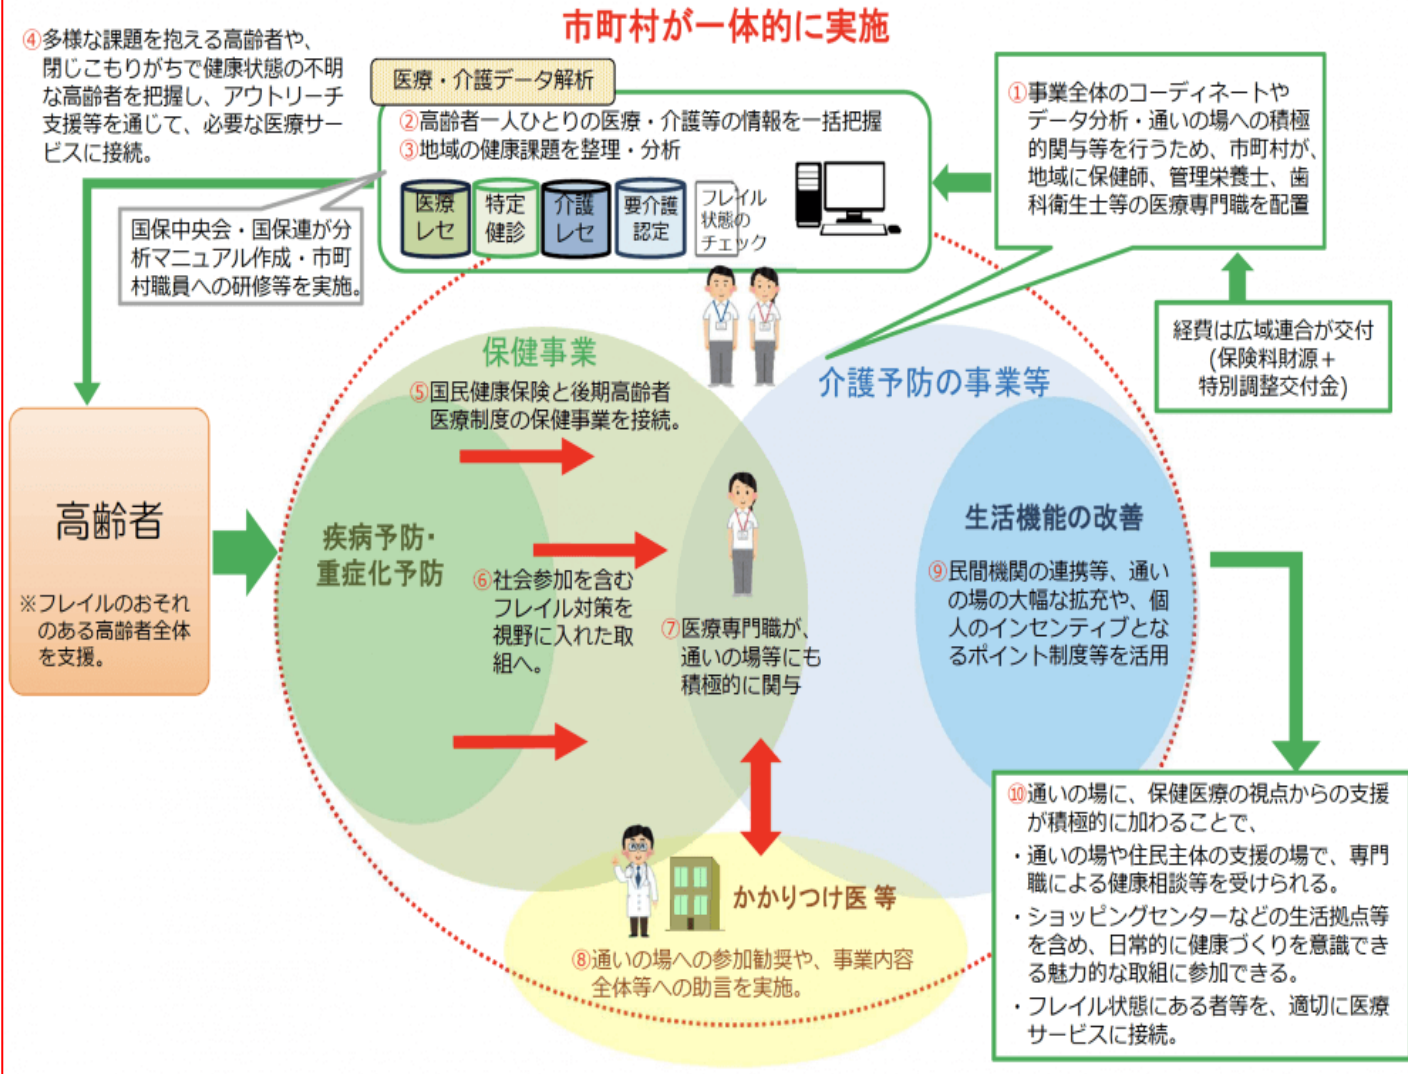 市町村が一体的に実施
④多様な課題を抱える高齢者や、
閉じこもりがちで健康状態の不明
な高齢者を把握し、アウトリーチ
支援等を通じて、必要な医療サー
ビスに接続。
医療・介護データ解析
②高齢者一人ひとりの医療・介護等の情報を一括把握
③地域の健康課題を整理・分析
医療
レセ
特定
健診
介護
レセ
要介護
認定
フレイル
状態の
チェック
①事業全体のコーディネートや
データ分析・通いの場への積極
的関与等を行うため、市町村が、
地域に保健師、管理栄養士、歯
科衛生士等の医療専門職を配置
国保中央会・国保連が分
析マニュアル作成・市町
村職員への研修等を実施。
経費は広域連合が交付
(保険料財源＋
特別調整交付金)
保健事業
⑤国民健康保険と後期高齢者
医療制度の保健事業を接続。
介護予防の事業等
高齢者
※フレイルのおそれ
のある高齢者全体
を支援。
疾病予防・
重症化予防
⑥社会参加を含む
フレイル対策を
視野に入れた取
組へ。
⑦医療専門職が、
通いの場等にも
積極的に関与
生活機能の改善
⑨民間機関の連携等、通い
の場の大幅な拡充や、個
人のインセンティブとな
るポイント制度等を活用
かかりつけ医 等
⑧通いの場への参加勧奨や、事業内容
全体等への助言を実施。
⑩通いの場に、保健医療の視点からの支援
が積極的に加わることで、
・通いの場や住民主体の支援の場で、専門
職による健康相談等を受けられる。
・ショッピングセンターなどの生活拠点等
を含め、日常的に健康づくりを意識でき
る魅力的な取組に参加できる。
・フレイル状態にある者等を、適切に医療
サービスに接続。